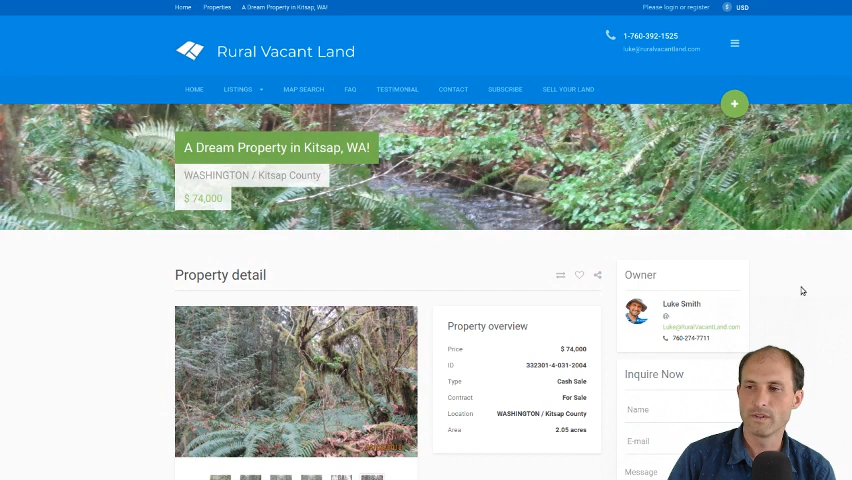 Home Properties A Dream Property in Kitsap, WA!
Please login or register 0 USD
Rural Vacant Land
1-760-392-1525
luke@ruralvacantland.com
HOME LISTINGS MAP SEARCH FAQ TESTIMONIAL CONTACT SUBSCRIBE SELL YOUR LAND
A Dream Property in Kitsap, WA!
WASHINGTON / Kitsap County
$ 74,000
Property detail
Property overview
Price $ 74,000
ID 332301-4-031-2004
Type Cash Sale
Contract For Sale
Location WASHINGTON / Kitsap County
Area 2.05 acres
Owner
Luke Smith
@
Luke@RuralVacantLand.com
760-274-7711
Inquire Now
Name
E-mail
Message